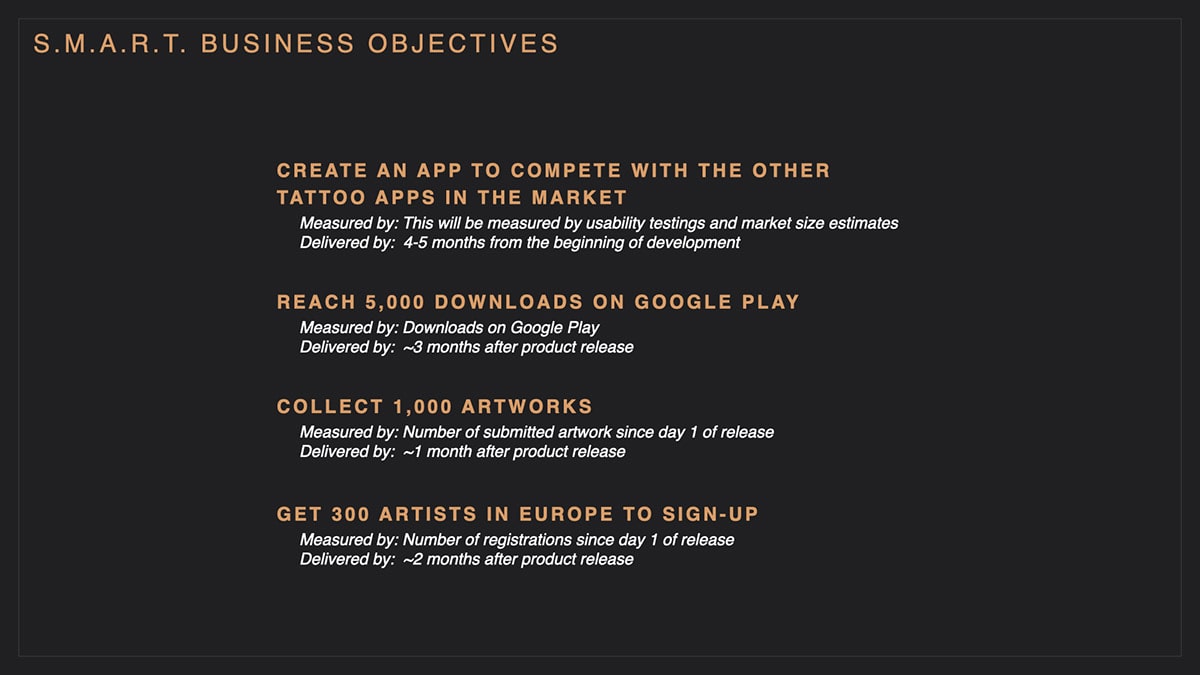 S.M.A.R.T. BUSINESS OBJECTIVES
CREATE AN APP TO COMPETE WITH THE OTHER
TATTOO APPS IN THE MARKET
Measured by: This will be measured by usability testings and market size estimates
Delivered by: 4-5 months from the beginning of development
REACH 5,000 DOWNLOADS ON GOOGLE PLAY
Measured by: Downloads on Google Play
Delivered by: ~3 months after product release
COLLECT 1,000 ARTWORKS
Measured by: Number of submitted artwork since day 1 of release
Delivered by: ~1 month after product release
GET 300 ARTISTS IN EUROPE TO SIGN-UP
Measured by: Number of registrations since day 1 of release
Delivered by: ~2 months after product release